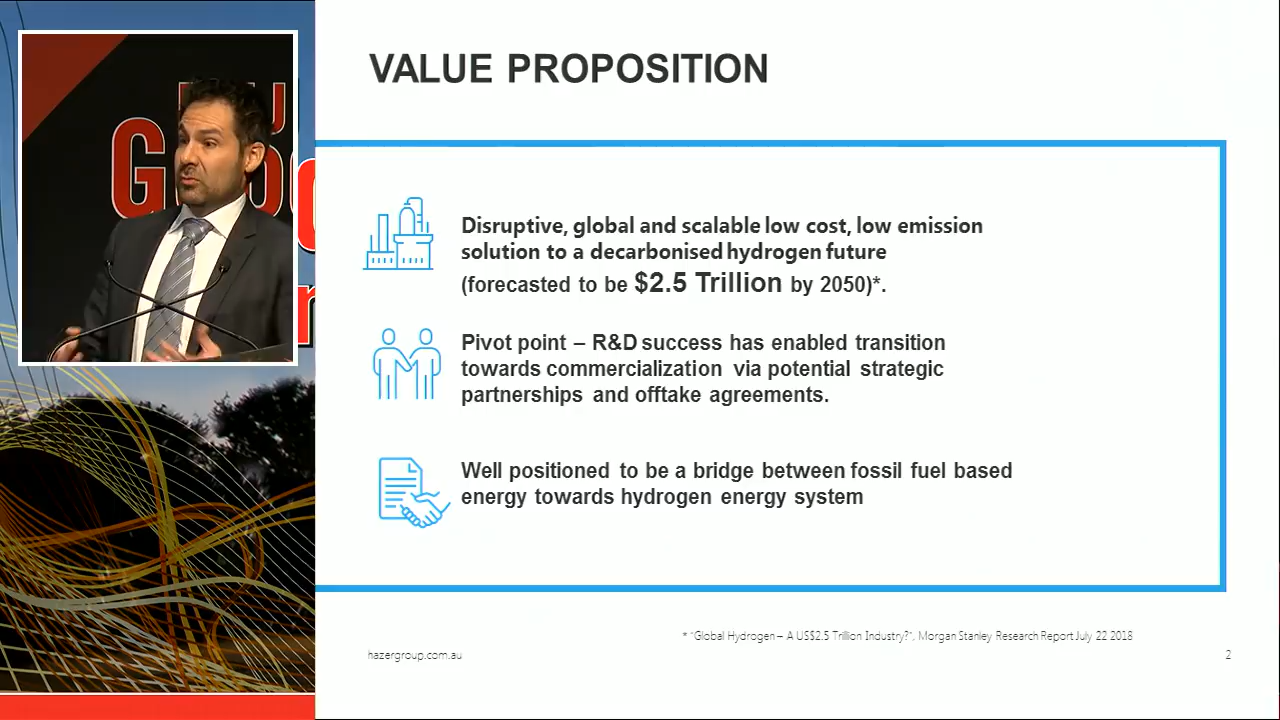 VALUE PROPOSITION
Disruptive, global and scalable low cost, low emission
solution to a decarbonised hydrogen future
(forecasted to be $2.5 Trillion by 2050)*.
Pivot point – R&D success has enabled transition
towards commercialization via potential strategic
partnerships and offtake agreements.
Well positioned to be a bridge between fossil fuel based
energy towards hydrogen energy system
* "Global Hydrogen – A US$2.5 Trillion Industry?", Morgan Stanley Research Report July 22 2018
hazergroup.com.au
2